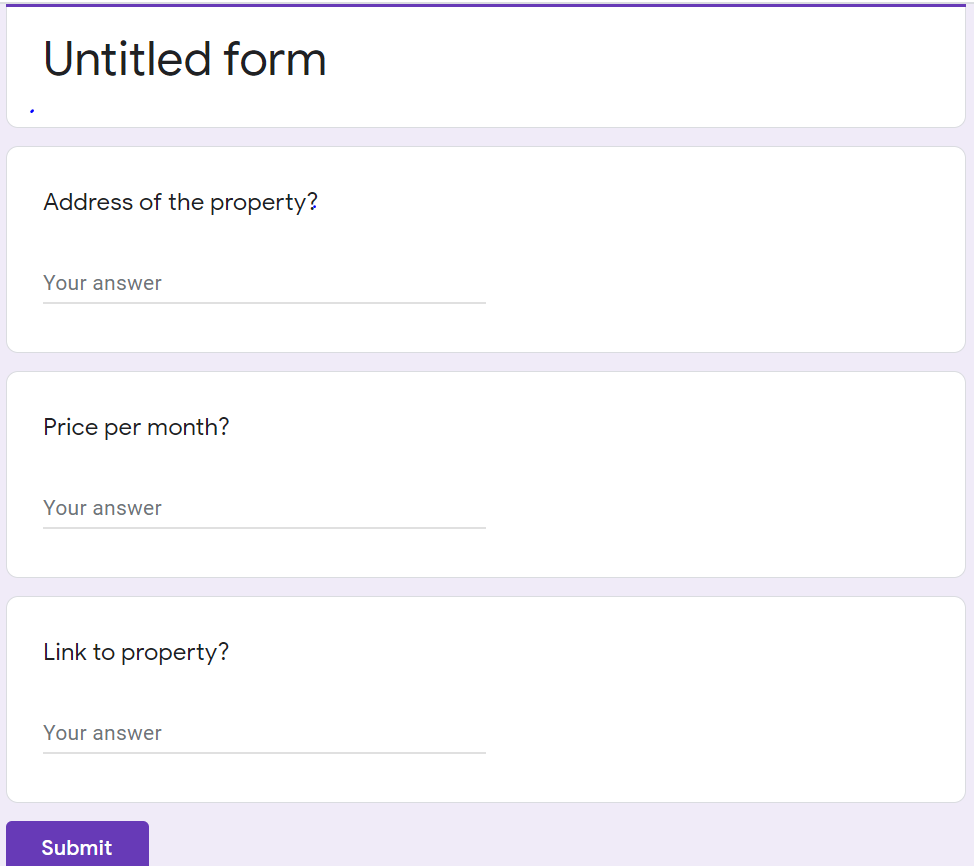 Untitled form
Address of the property?
Your answer
Price per month?
Your answer
Link to property?
Your answer
Submit